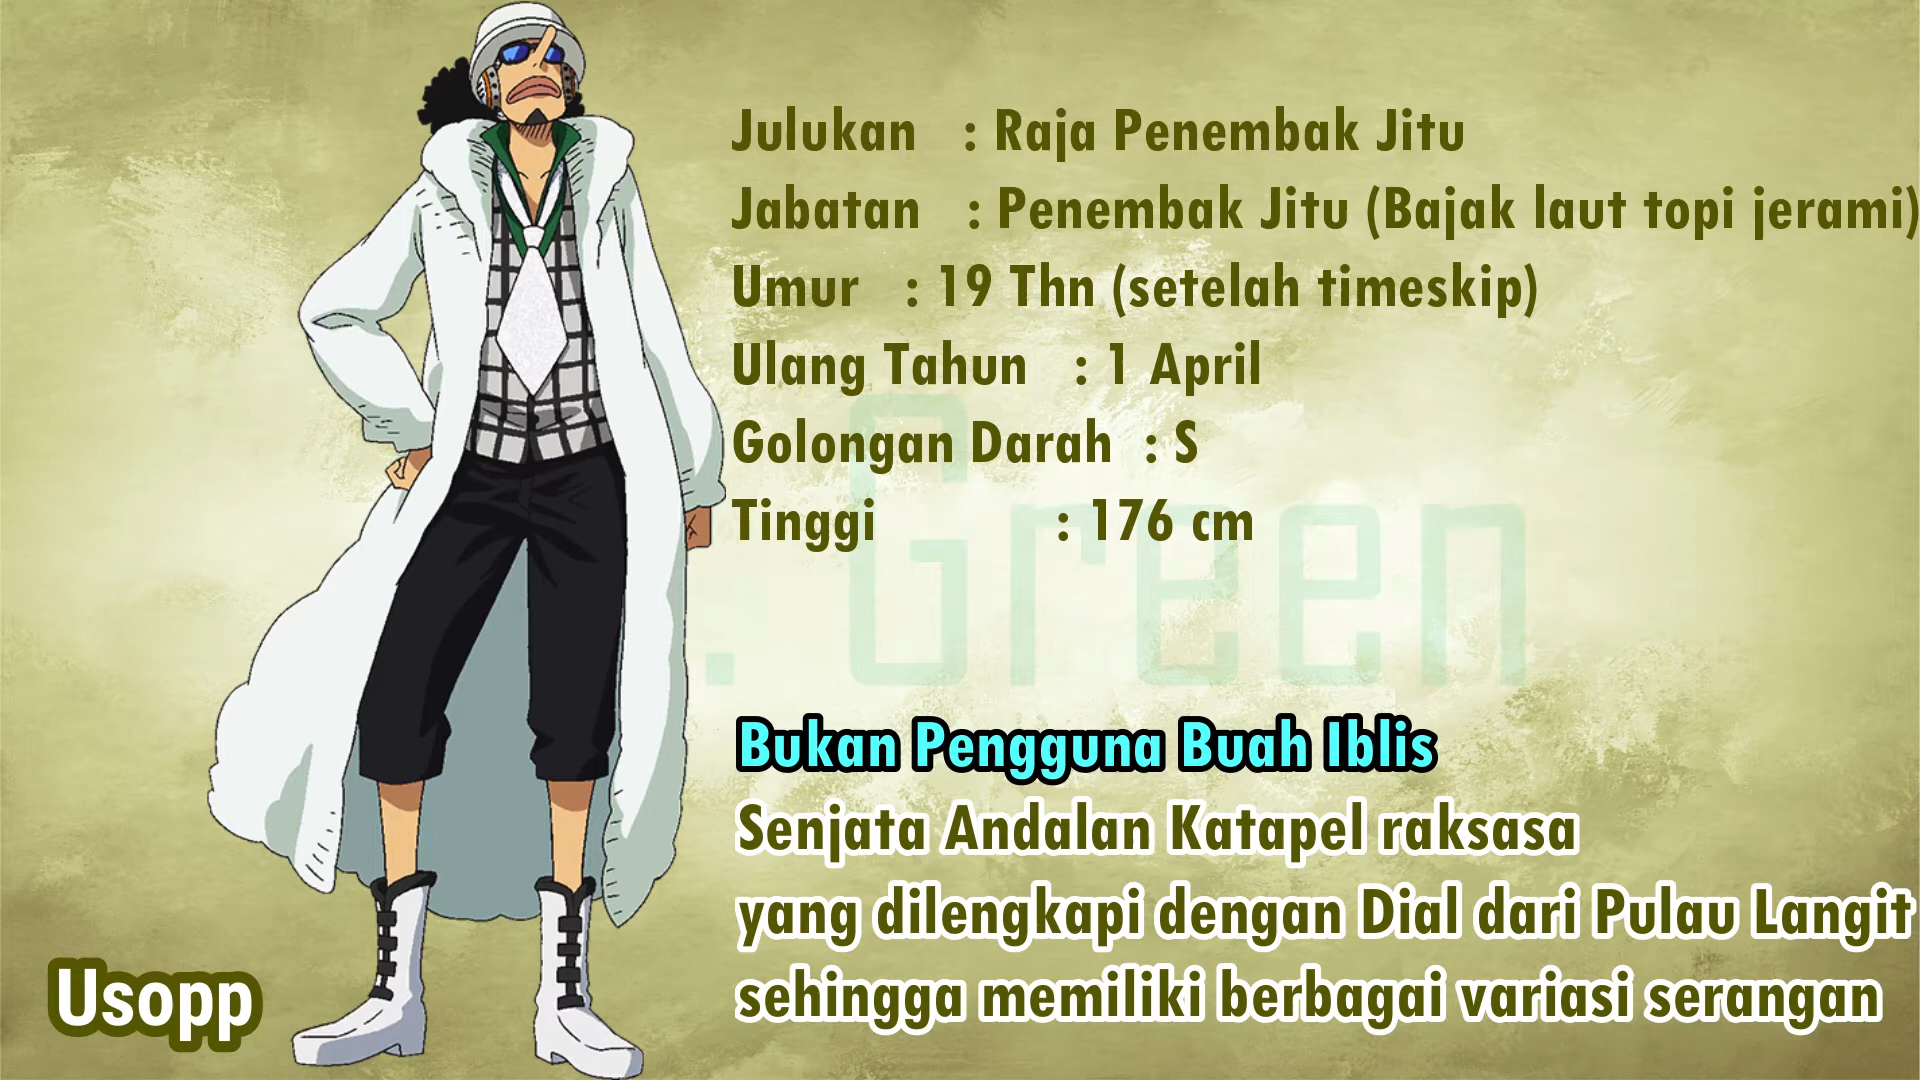 Julukan : Raja Penembak Jitu
Jabatan : Penembak Jitu (Bajak laut topi jerami)
Umur : 19 Thn (setelah timeskip)
Ulang Tahun : 1 April
Golongan Darah : S
Tinggi : 176 cm
. Green
Bukan Pengguna Buah Iblis
Senjata Andalan Katapel raksasa
yang dilengkapi dengan Dial dari Pulau Langit
sehingga memiliki berbagai variasi serangan
Usopp